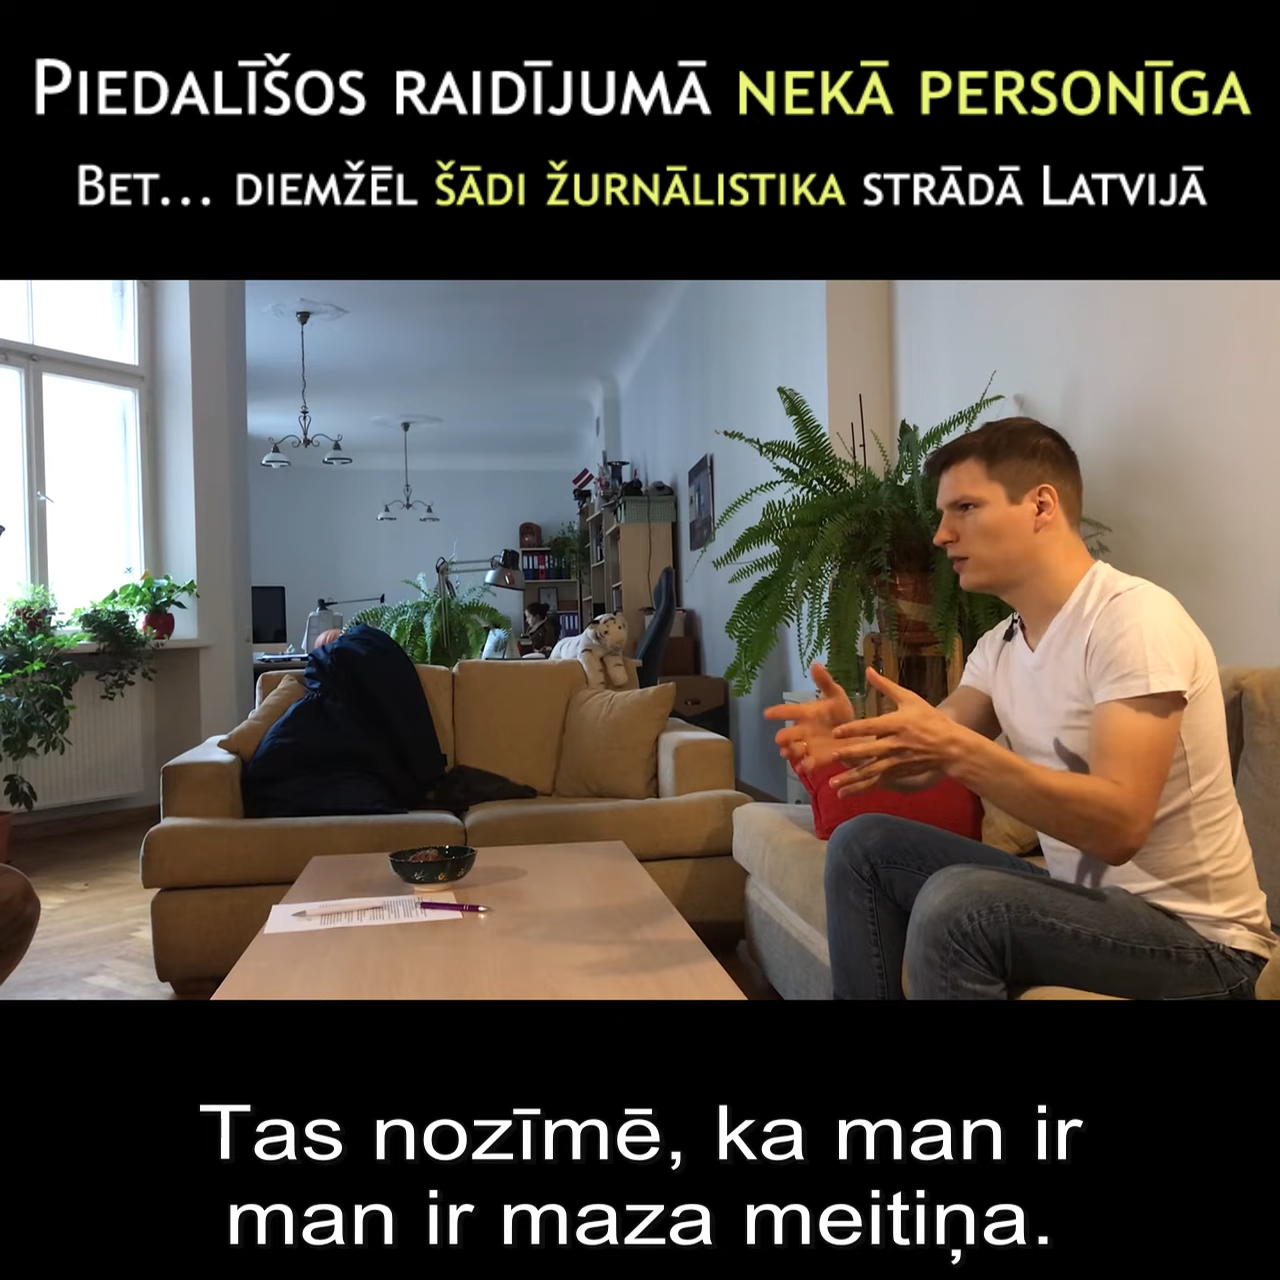 Piedalīšos raidījumā nekā personīga
Bet... diemžēl šādi žurnālistika strādā Latvijā
Tas nozīmē, ka man ir
man ir maza meitiņa.